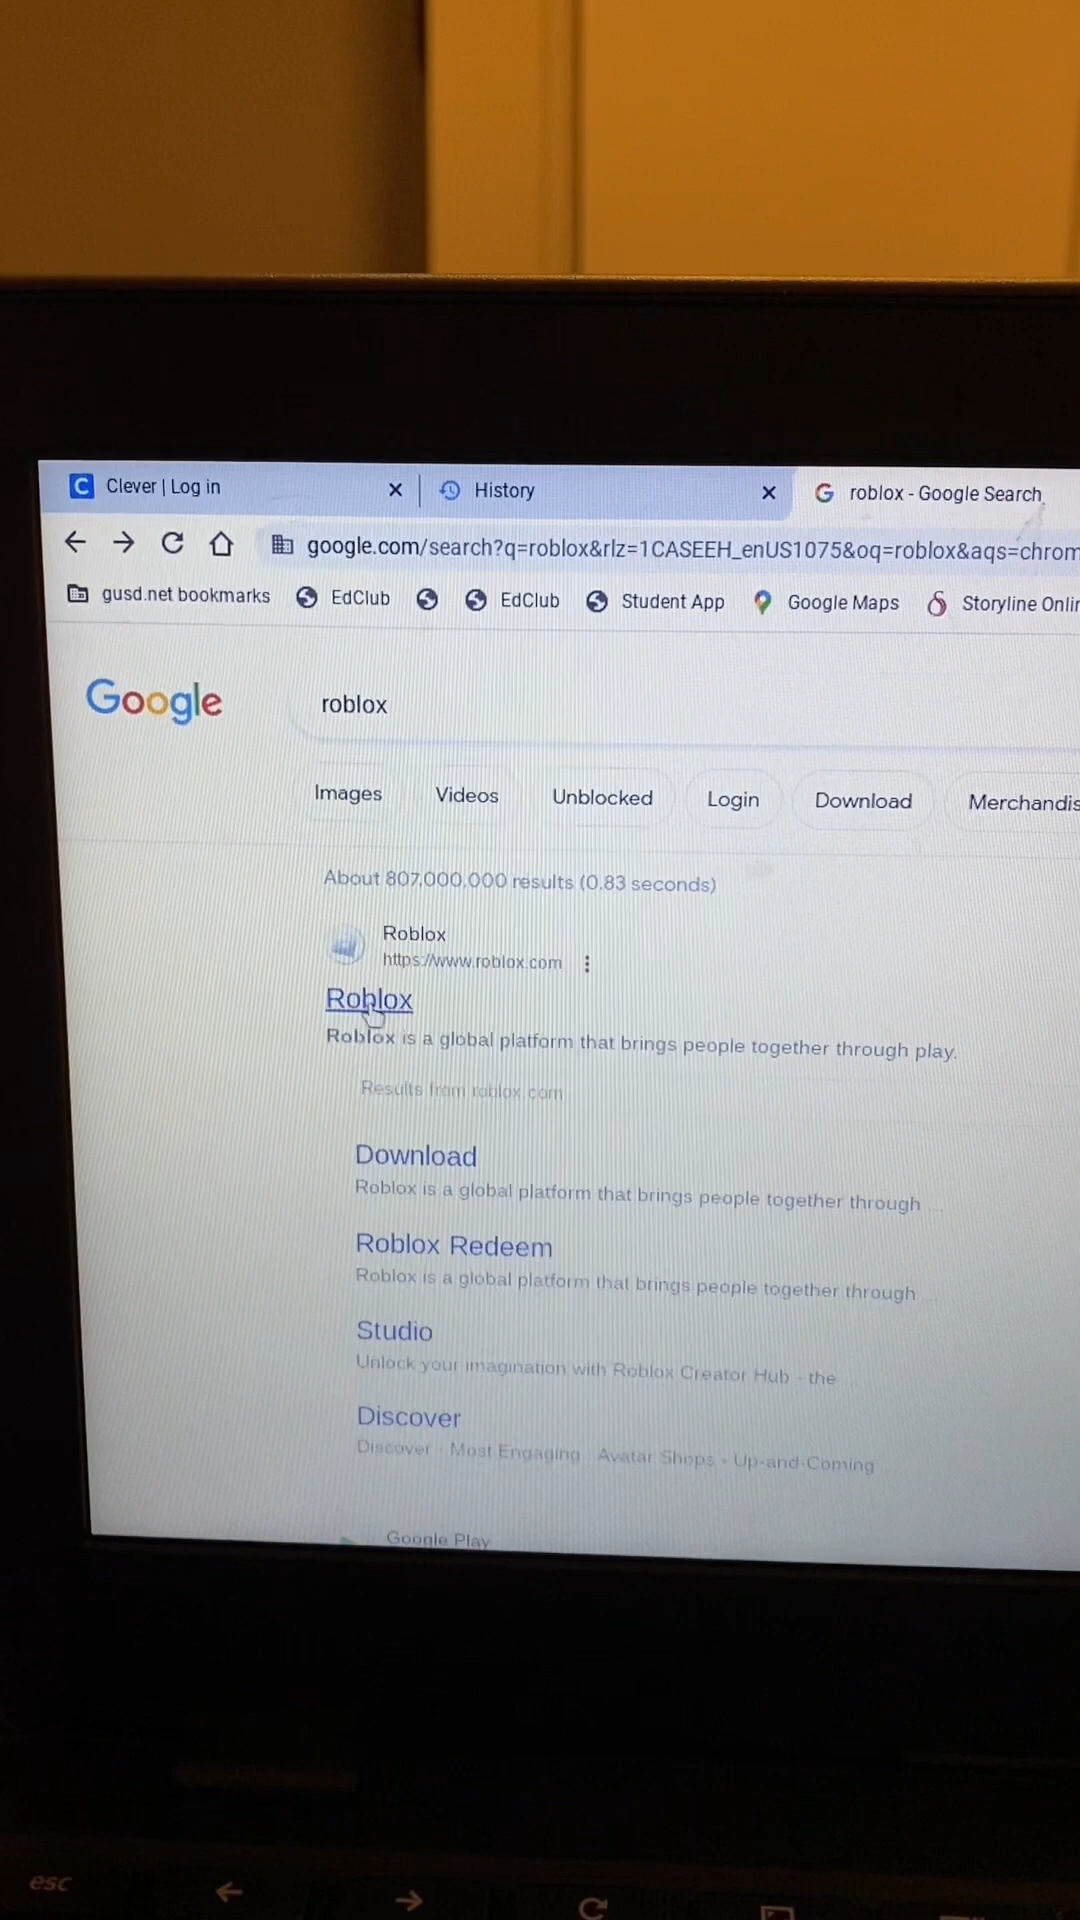 Clever | Log in
History
roblox - Google Search
google.com/search?q=roblox&rlz=1CASEEH_enUS1075&oq=roblox&aqs=chrom
gusd.net bookmarks EdClub EdClub Student App Google Maps Storyline Onlin
Google
roblox
Images Videos Unblocked Login Download Merchandis
About 807,000,000 results (0.83 seconds)
Roblox
https://www.roblox.com
Roblox
Roblox is a global platform that brings people together through play.
Results from roblox.com
Download
Roblox is a global platform that brings people together through ...
Roblox Redeem
Roblox is a global platform that brings people together through ...
Studio
Unlock your imagination with Roblox Creator Hub - the
Discover
Discover · Most Engaging · Avatar Shops · Up-and-Coming
Google Play
esc